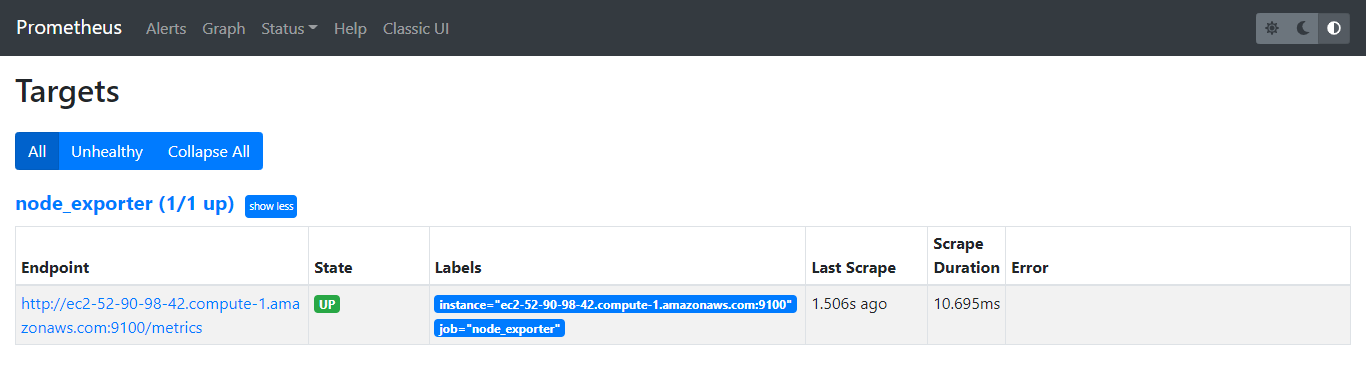 Prometheus Alerts Graph Status Help Classic UI
Targets
All Unhealthy Collapse All
node_exporter (1/1 up) show less
Endpoint State Labels Last Scrape Scrape Duration Error
http://ec2-52-90-98-42.compute-1.ama
zonaws.com:9100/metrics
UP
instance="ec2-52-90-98-42.compute-1.amazonaws.com:9100"
job="node_exporter"
1.506s ago
10.695ms